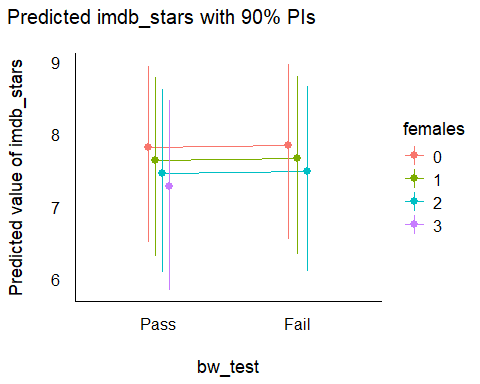 Predicted imdb_stars with 90% PIs
Predicted value of imdb_stars
9
8
7
6
Pass
Fail
bw_test
females
0
1
2
3